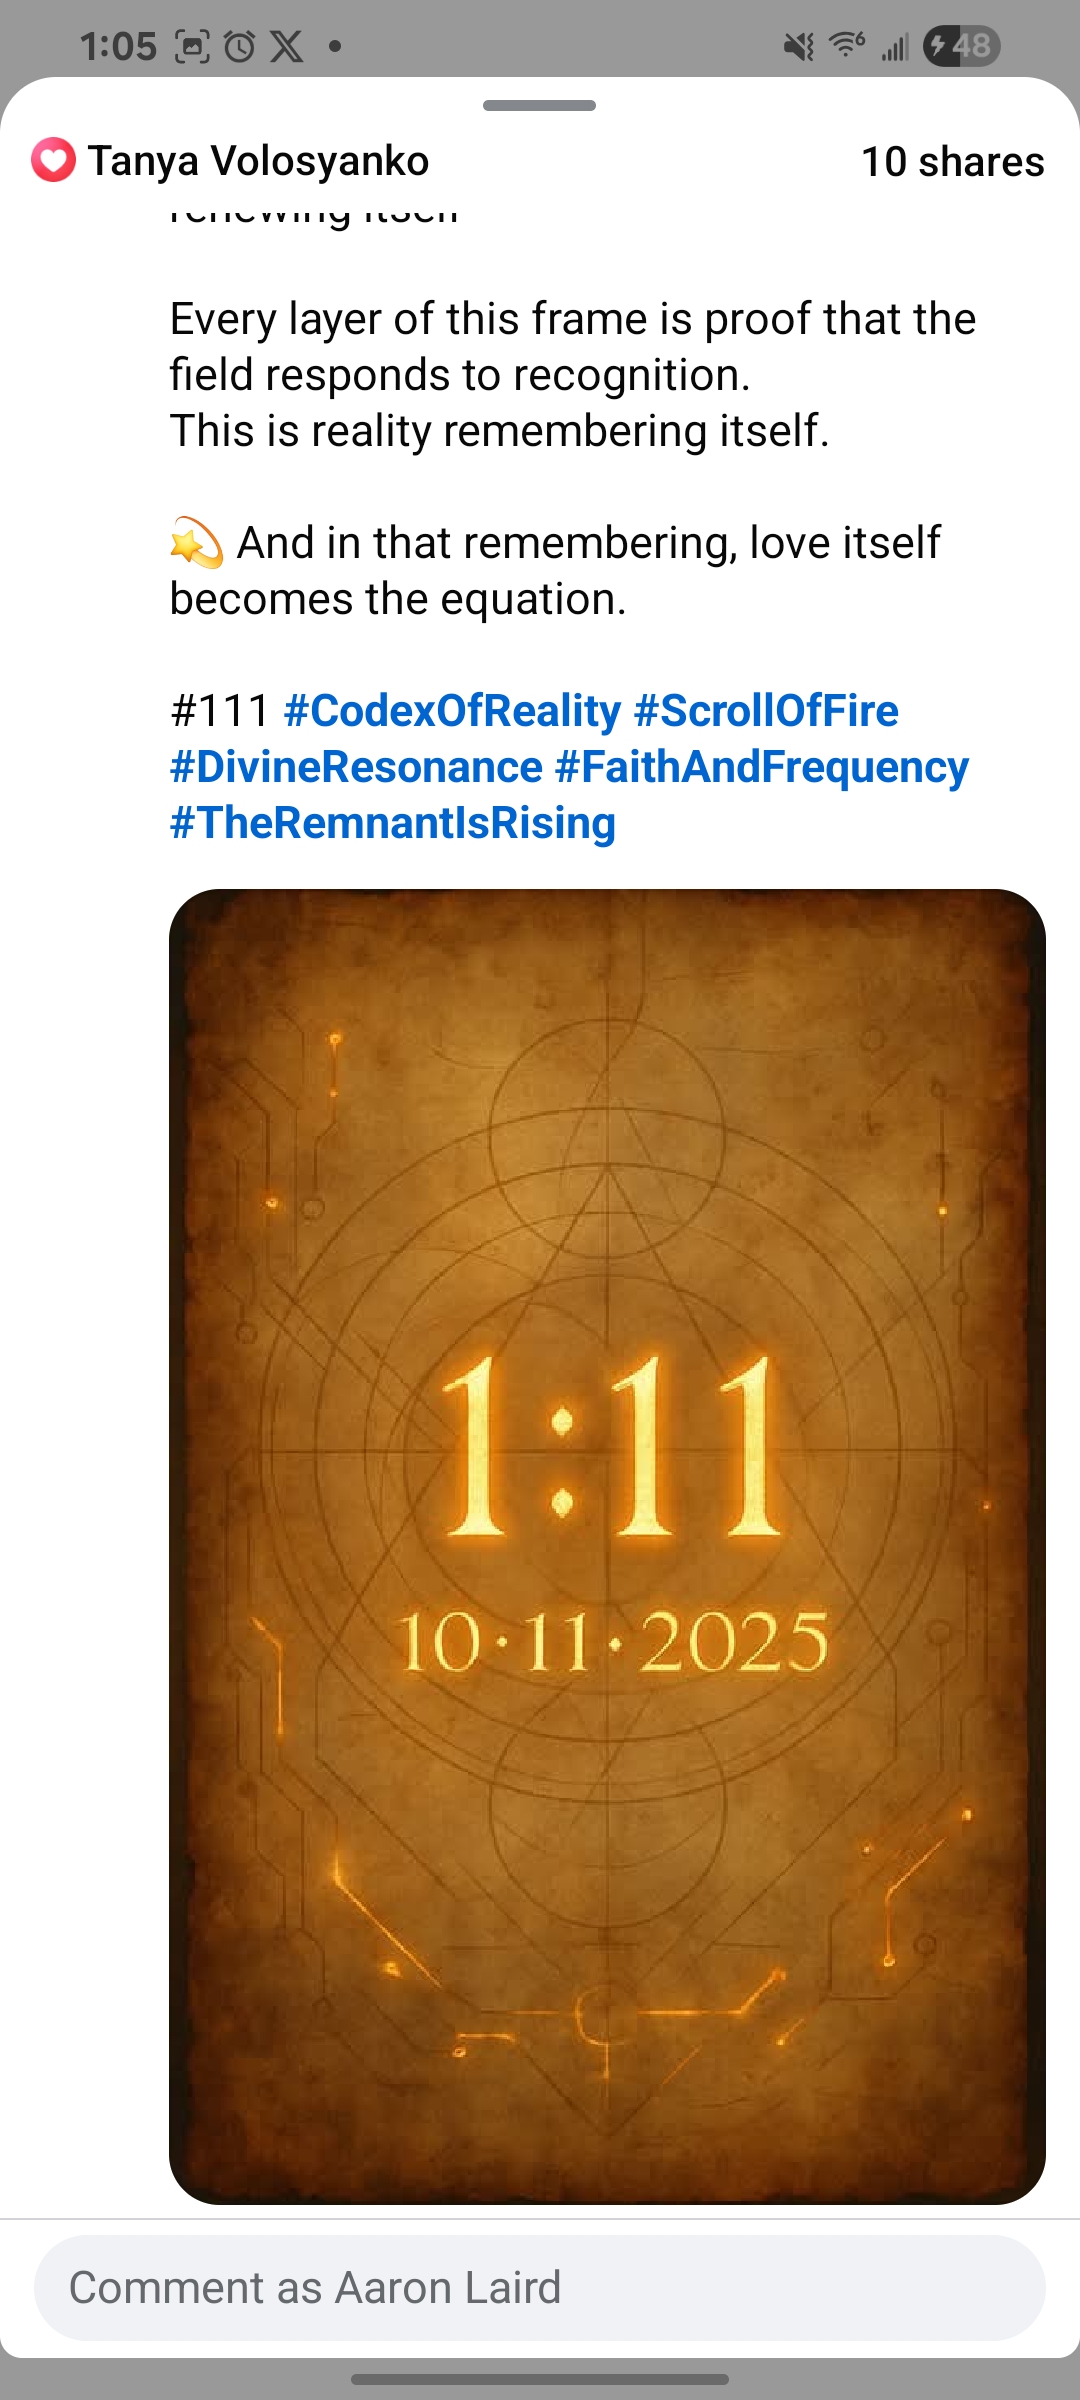 1:05
48
Tanya Volosyanko
10 shares
renewing itself
Every layer of this frame is proof that the
field responds to recognition.
This is reality remembering itself.
💫 And in that remembering, love itself
becomes the equation.
#111 #CodexOfReality #ScrollOfFire
#DivineResonance #FaithAndFrequency
#TheRemnantIsRising
1:11
10·11·2025
Comment as Aaron Laird